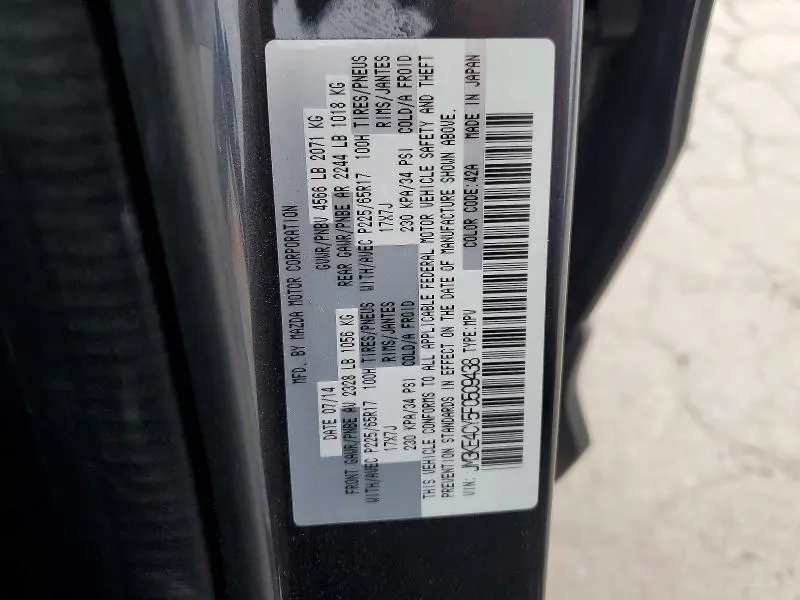 MFD. BY MAZDA MOTOR CORPORATION
DATE 07/14 GVWR/PNBV 4566 LB 2071 KG
FRONT GAWR/PNBE AV 2328 LB 1056 KG REAR GAWR/PNBE AR 2244 LB 1018 KG
WITH/AVEC P225/65R17 100H TIRES/PNEUS WITH/AVEC P225/65R17 100H TIRES/PNEUS
17X7J RIMS/JANTES 17X7J RIMS/JANTES
230 KPA/34 PSI COLD/A FROID 230 KPA/34 PSI COLD/A FROID
THIS VEHICLE CONFORMS TO ALL APPLICABLE FEDERAL MOTOR VEHICLE SAFETY AND THEFT
PREVENTION STANDARDS IN EFFECT ON THE DATE OF MANUFACTURE SHOWN ABOVE.
VIN: JM3KE4CY5F0509438 TYPE:MPV COLOR CODE:42A MADE IN JAPAN